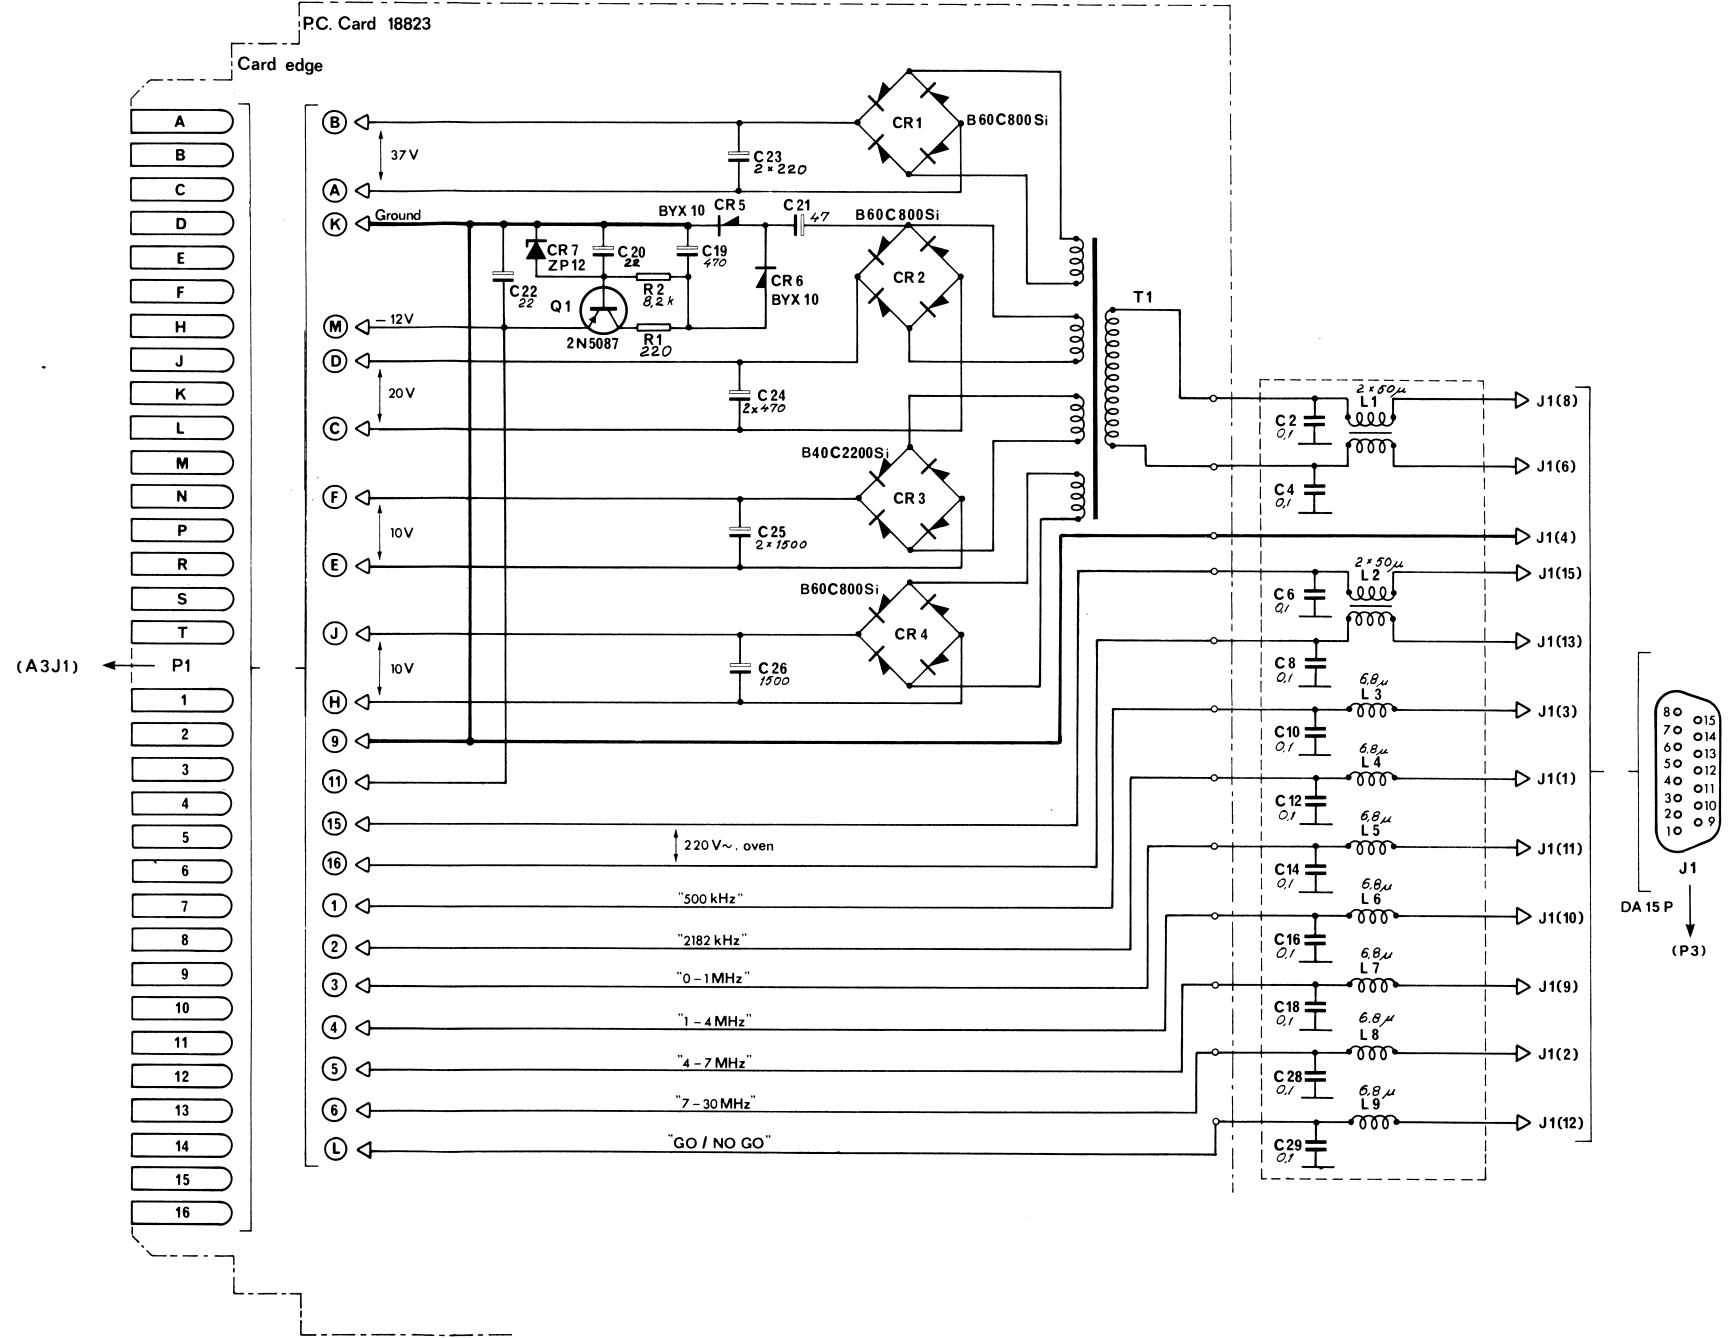 P.C. Card 18823
Card edge
A
B
C
D
E
F
H
J
K
L
M
N
P
R
S
T
(A3J1)
P1
1
2
3
4
5
6
7
8
9
10
11
12
13
14
15
16
B
37V
A
K
Ground
M
-12V
D
20V
C
F
10V
E
J
10V
H
9
11
15
220V~. oven
16
1
"500 kHz"
2
"2182 kHz"
3
"0-1MHz"
4
"1-4MHz"
5
"4-7MHz"
6
"7-30MHz"
L
"GO / NO GO"
CR1
B60C800Si
C23
2×220
BYX 10
CR5
C21
47
B60C800Si
CR7
ZP12
C20
22
C19
470
C22
22
Q1
2N5087
R2
8,2k
R1
220
CR6
BYX 10
CR2
C24
2×470
B40C2200Si
CR3
C25
2×1500
B60C800Si
CR4
C26
1500
T1
2×50µ
L1
C2
0,1
C4
0,1
2×50µ
L2
C6
0,1
C8
0,1
6,8µ
L3
C10
0,1
6,8µ
L4
C12
0,1
6,8µ
L5
C14
0,1
6,8µ
L6
C16
0,1
6,8µ
L7
C18
0,1
6,8µ
L8
C28
0,1
6,8µ
L9
C29
0,1
J1(8)
J1(6)
J1(4)
J1(15)
J1(13)
J1(3)
J1(1)
J1(11)
J1(10)
J1(9)
J1(2)
J1(12)
8
15
7
14
6
13
5
12
4
11
3
10
2
9
1
J1
DA15P
(P3)